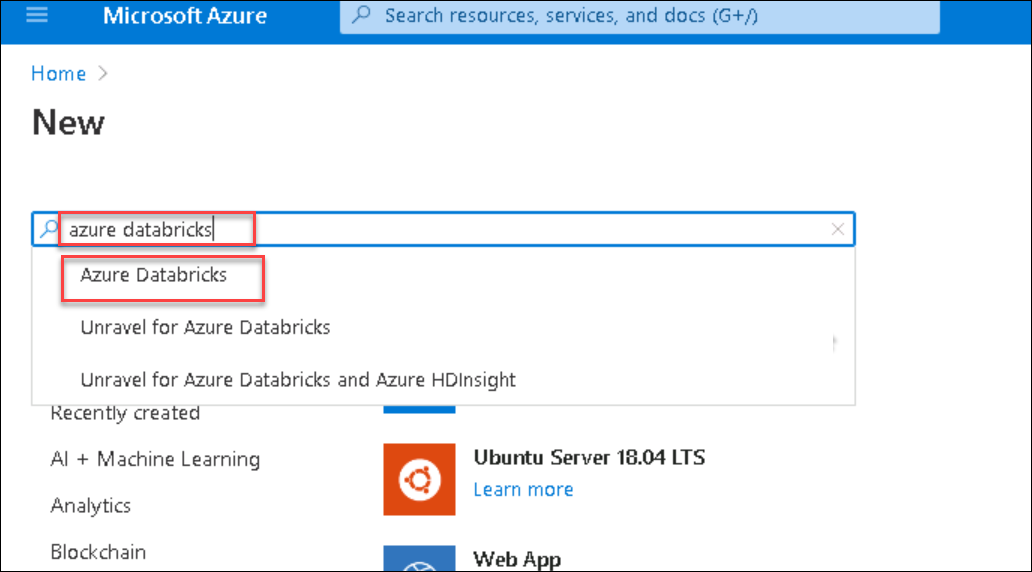 Microsoft Azure
Search resources, services, and docs (G+/)
Home
New
azure databricks
Azure Databricks
Unravel for Azure Databricks
Unravel for Azure Databricks and Azure HDInsight
Recently created
AI + Machine Learning
Ubuntu Server 18.04 LTS
Learn more
Analytics
Blockchain
Web App